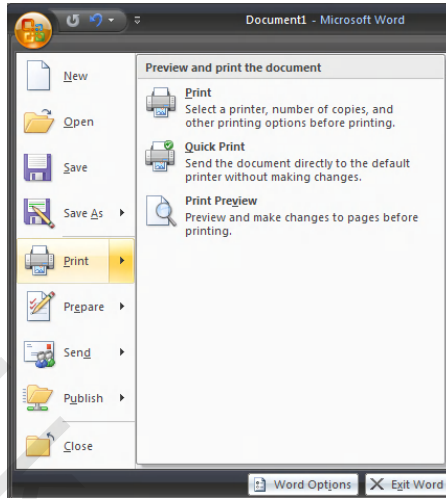 Document1 - Microsoft Word
New
Open
Save
Save As
Print
Prepare
Send
Publish
Close
Preview and print the document
Print
Select a printer, number of copies, and
other printing options before printing.
Quick Print
Send the document directly to the default
printer without making changes.
Print Preview
Preview and make changes to pages before
printing.
Word Options
Exit Word